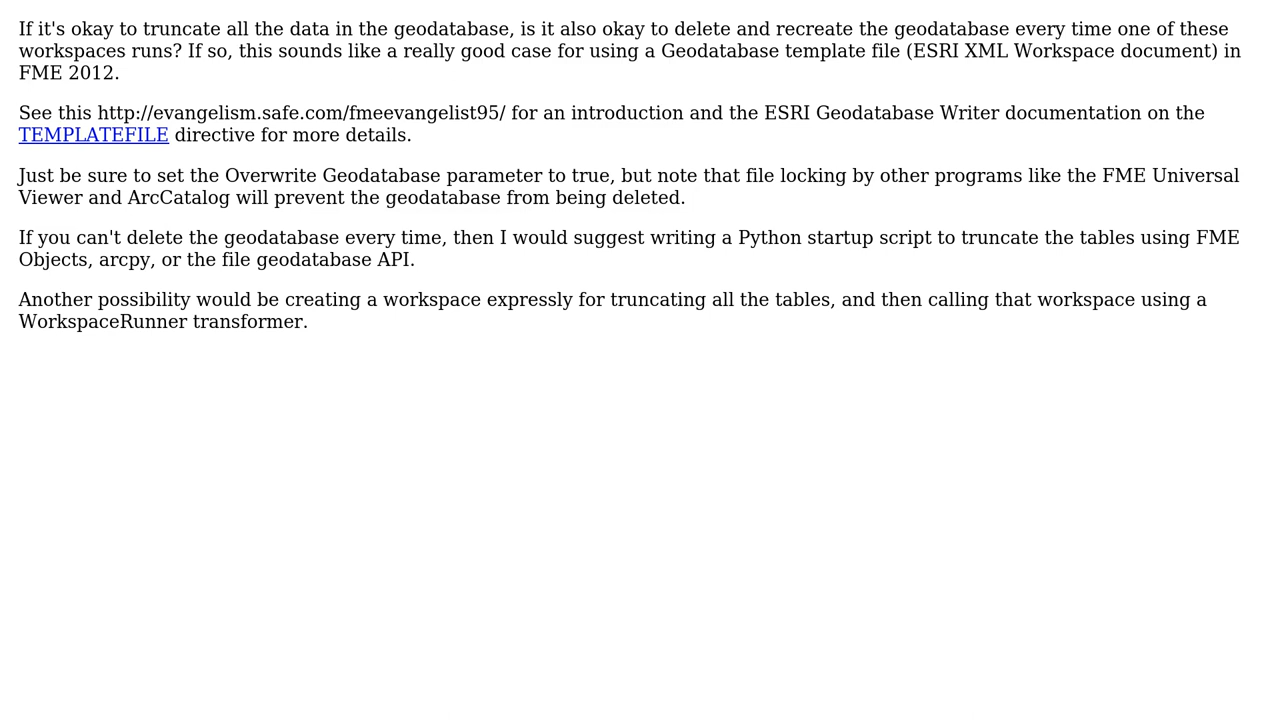 If it's okay to truncate all the data in the geodatabase, is it also okay to delete and recreate the geodatabase every time one of these
workspaces runs? If so, this sounds like a really good case for using a Geodatabase template file (ESRI XML Workspace document) in
FME 2012.
See this http://evangelism.safe.com/fmeevangelist95/ for an introduction and the ESRI Geodatabase Writer documentation on the
TEMPLATEFILE directive for more details.
Just be sure to set the Overwrite Geodatabase parameter to true, but note that file locking by other programs like the FME Universal
Viewer and ArcCatalog will prevent the geodatabase from being deleted.
If you can't delete the geodatabase every time, then I would suggest writing a Python startup script to truncate the tables using FME
Objects, arcpy, or the file geodatabase API.
Another possibility would be creating a workspace expressly for truncating all the tables, and then calling that workspace using a
WorkspaceRunner transformer.